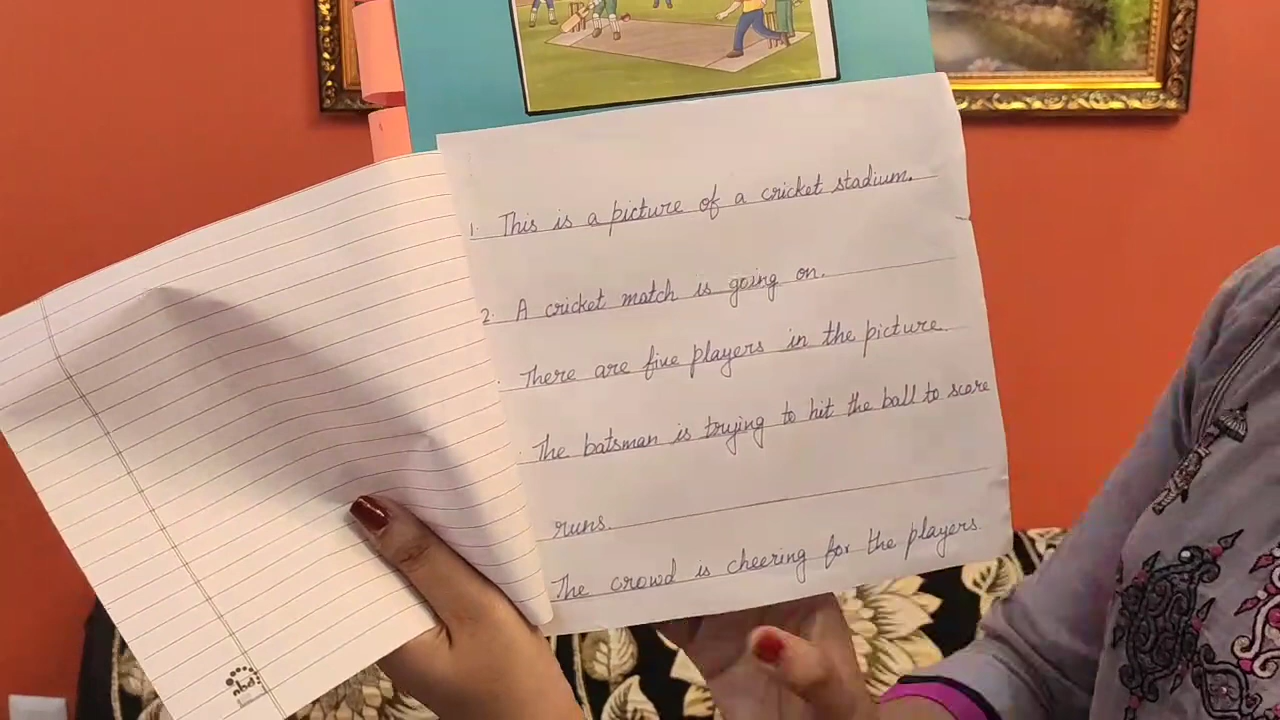 1. This is a picture of a cricket stadium.
2. A cricket match is going on.
There are five players in the picture.
The batsman is trying to hit the ball to score
runs.
The crowd is cheering for the players.